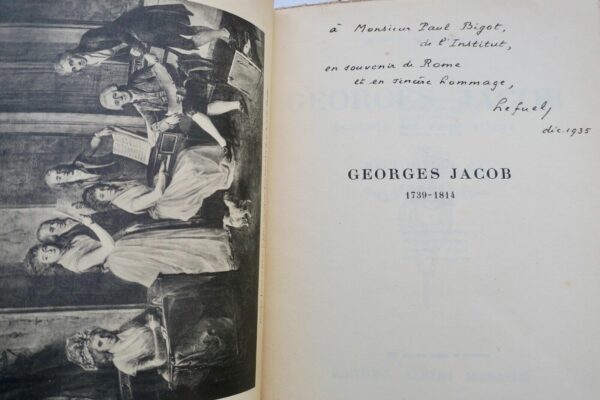 à Monsieur Paul Bigot,
de l'Institut,
en souvenir de Rome
et en sincère hommage,
Lefuel,
dec. 1935
GEORGES JACOB
1739-1814